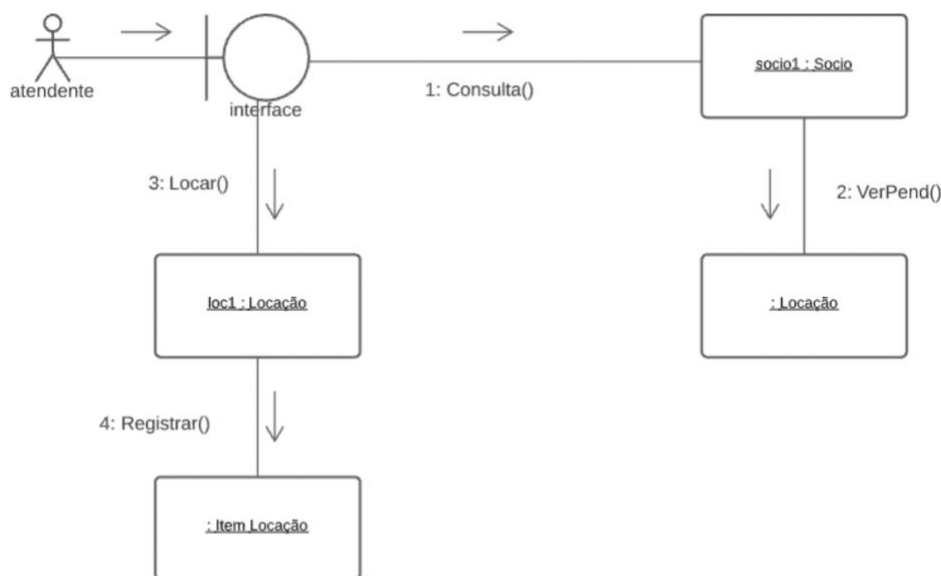 socio1 : Socio
atendente
1: Consulta()
interface
3: Locar()
2: VerPend()
loc1 : Locação
: Locação
4: Registrar()
: Item Locação